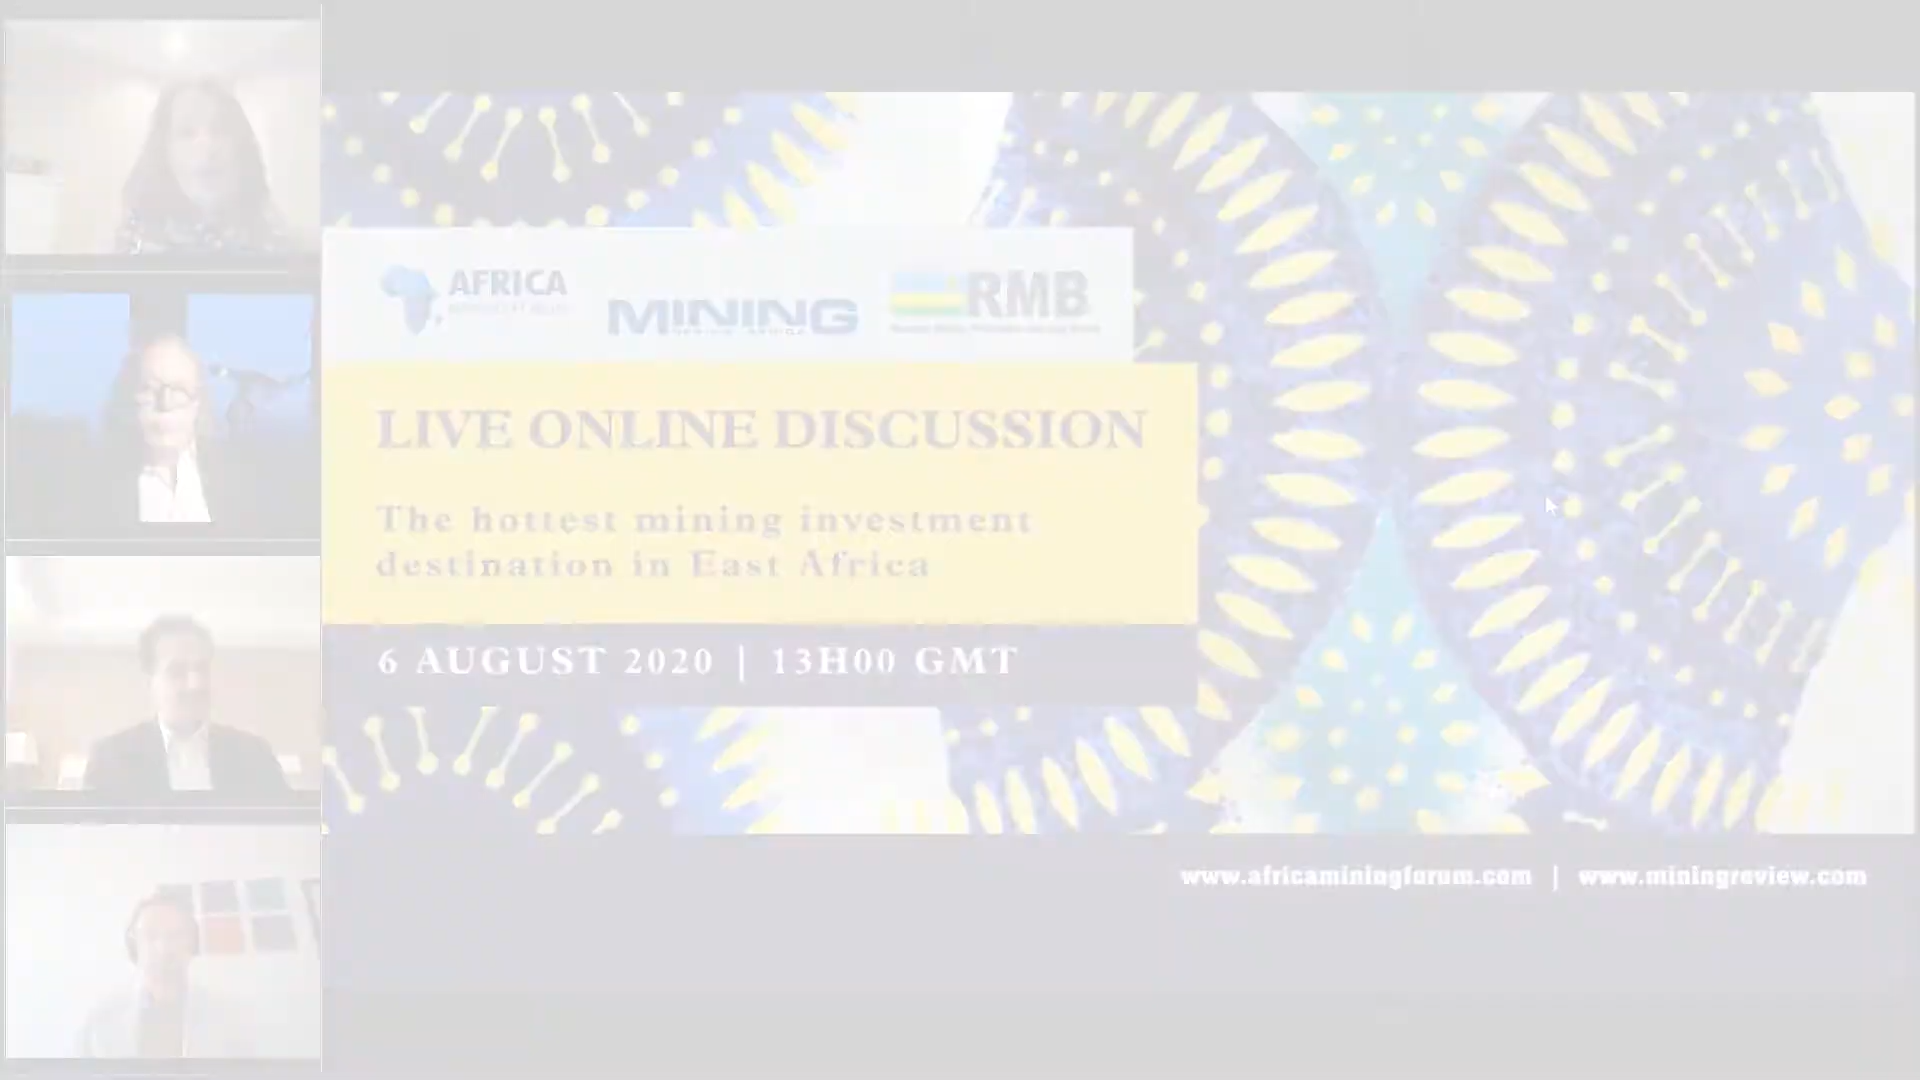 AFRICA
MINING
RMB
LIVE ONLINE DISCUSSION
The hottest mining investment
destination in East Africa
6 AUGUST 2020 | 13H00 GMT
www.africaminingforum.com | www.miningreview.com